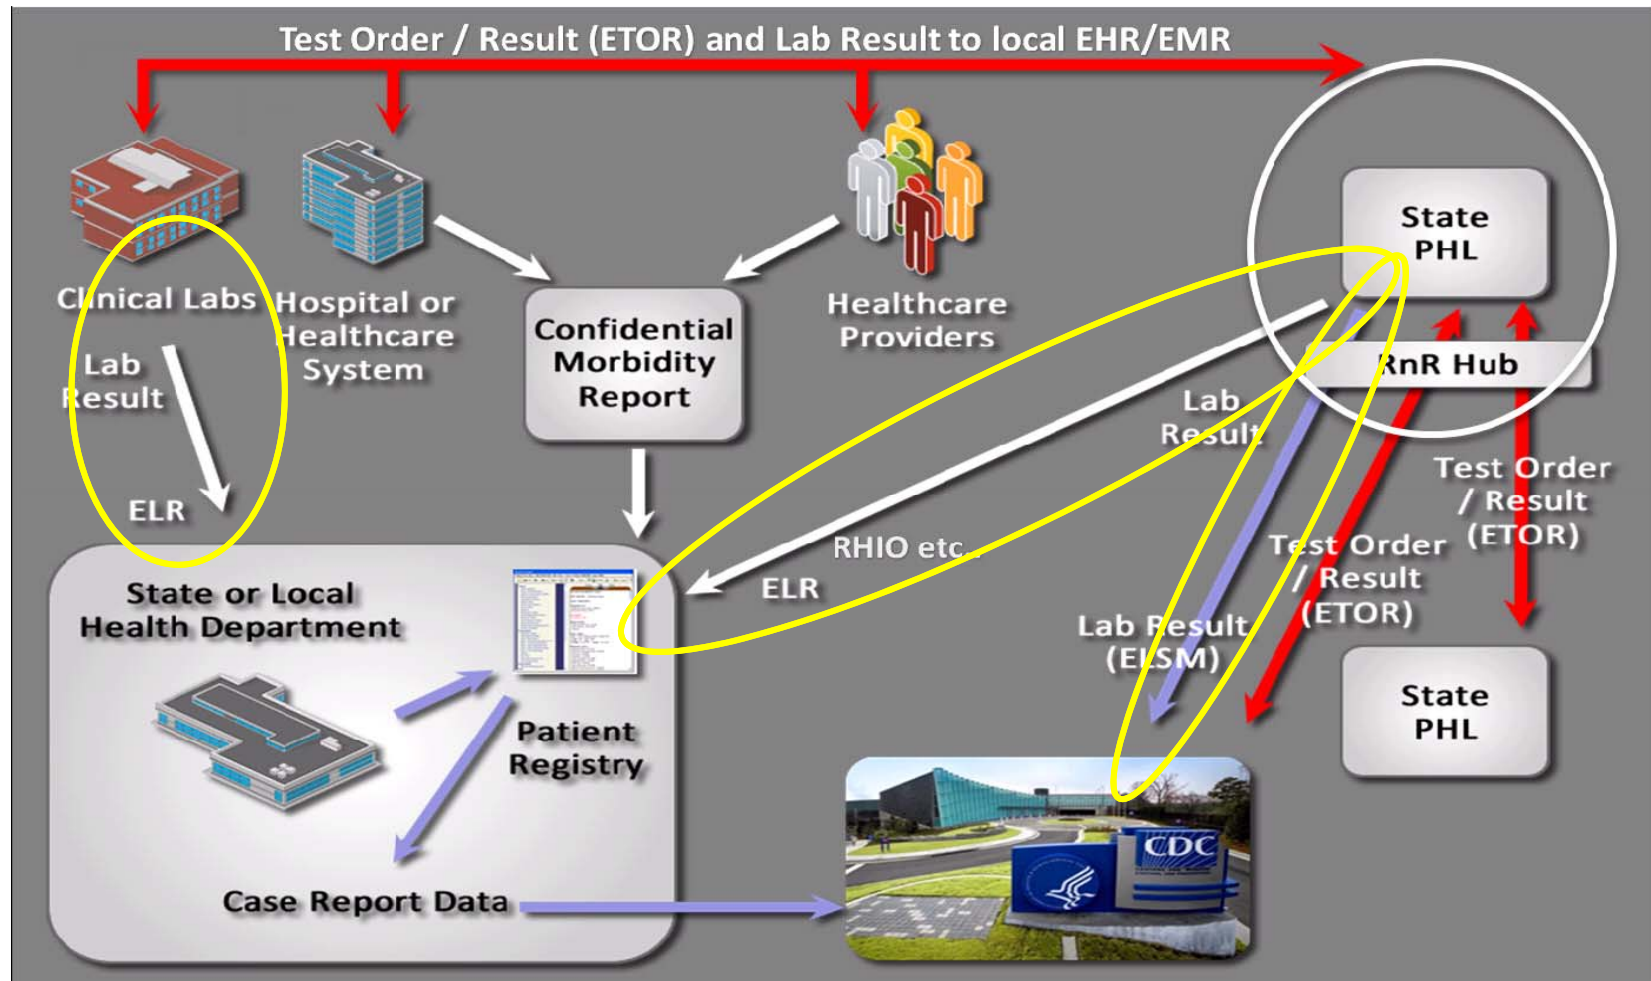 Test Order / Result (ETOR) and Lab Result to local EHR/EMR
State
PHL
Clinical Labs
Hospital or
Healthcare
System
Confidential
Morbidity
Report
Healthcare
Providers
RnR Hub
Lab
Result
ELR
Lab
Result
RHIO etc..
ELR
Test Order
/ Result
(ETOR)
Test Order
/ Result
(ETOR)
Lab Result
(ELSM)
State or Local
Health Department
Patient
Registry
Case Report Data
State
PHL
CDC